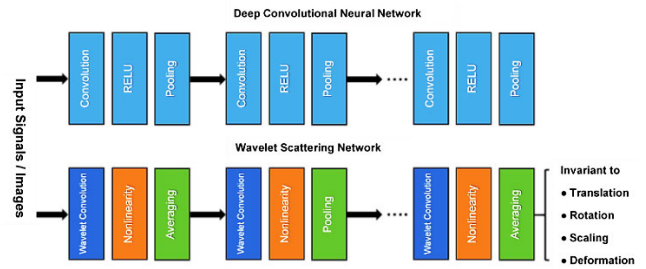 Deep Convolutional Neural Network
Input Signals / Images
Convolution
RELU
Pooling
Convolution
RELU
Pooling
Convolution
RELU
Pooling
Wavelet Scattering Network
Wavelet Convolution
Nonlinearity
Averaging
Wavelet Convolution
Nonlinearity
Pooling
Wavelet Convolution
Nonlinearity
Averaging
Invariant to
● Translation
● Rotation
● Scaling
● Deformation